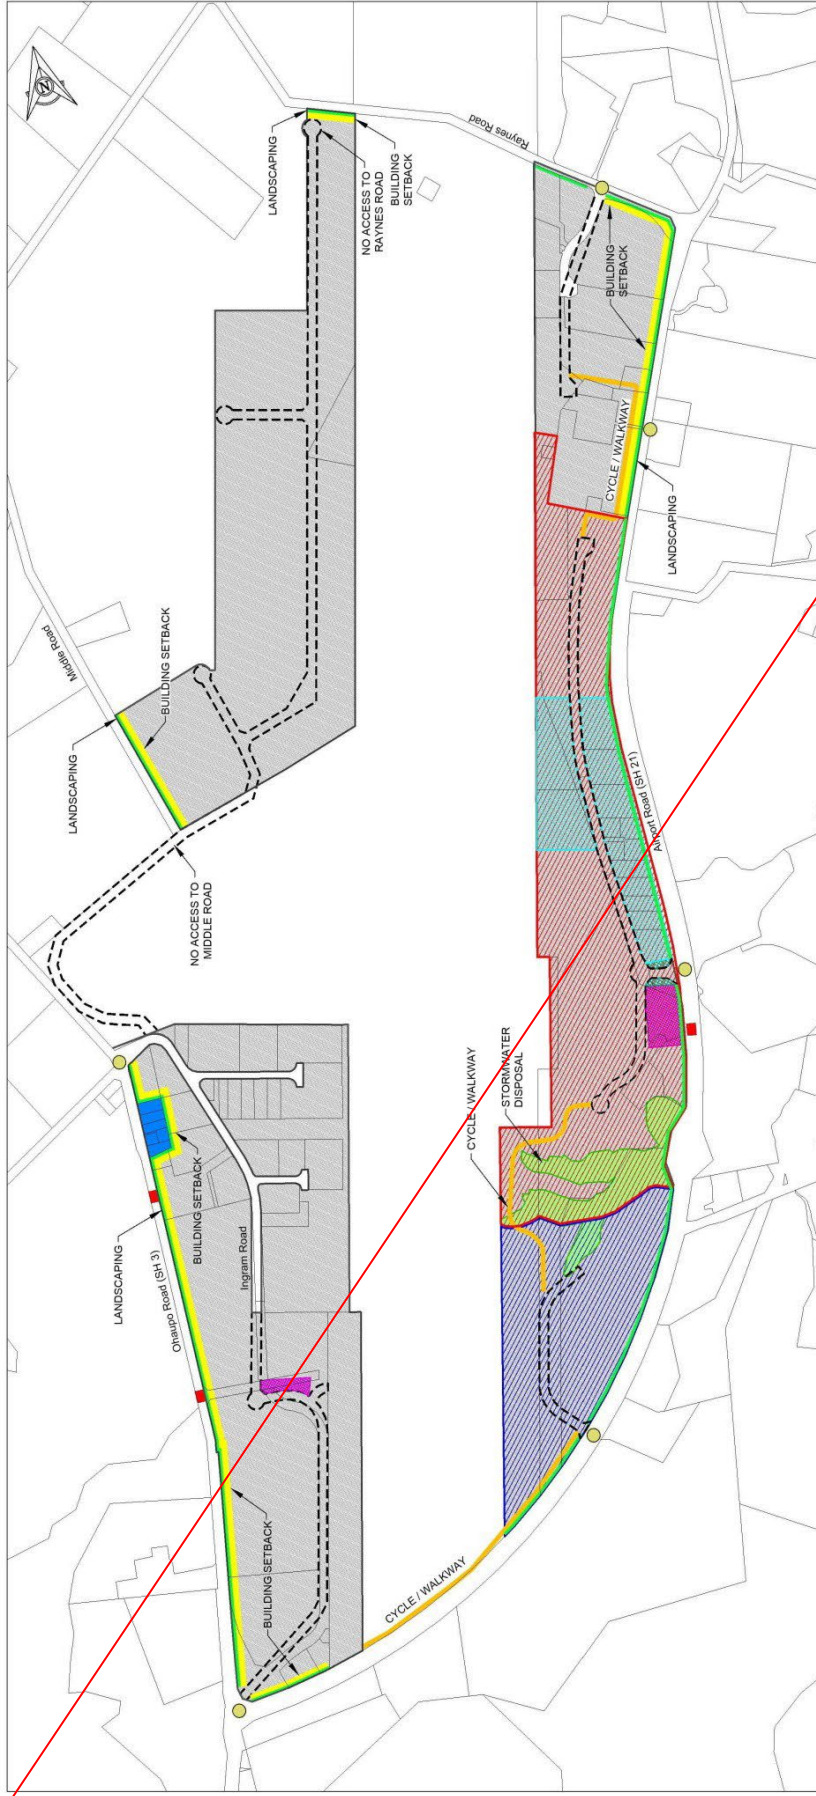 N
LANDSCAPING
NO ACCESS TO
RAYNES ROAD
BUILDING
SETBACK
Raynes Road
BUILDING
SETBACK
CYCLE / WALKWAY
LANDSCAPING
Middle Road
BUILDING SETBACK
LANDSCAPING
NO ACCESS TO
MIDDLE ROAD
Airport Road (SH 21)
CYCLE / WALKWAY
STORMWATER
DISPOSAL
BUILDING SETBACK
LANDSCAPING
Ohaupo Road (SH 3)
Ingram Road
BUILDING SETBACK
CYCLE / WALKWAY